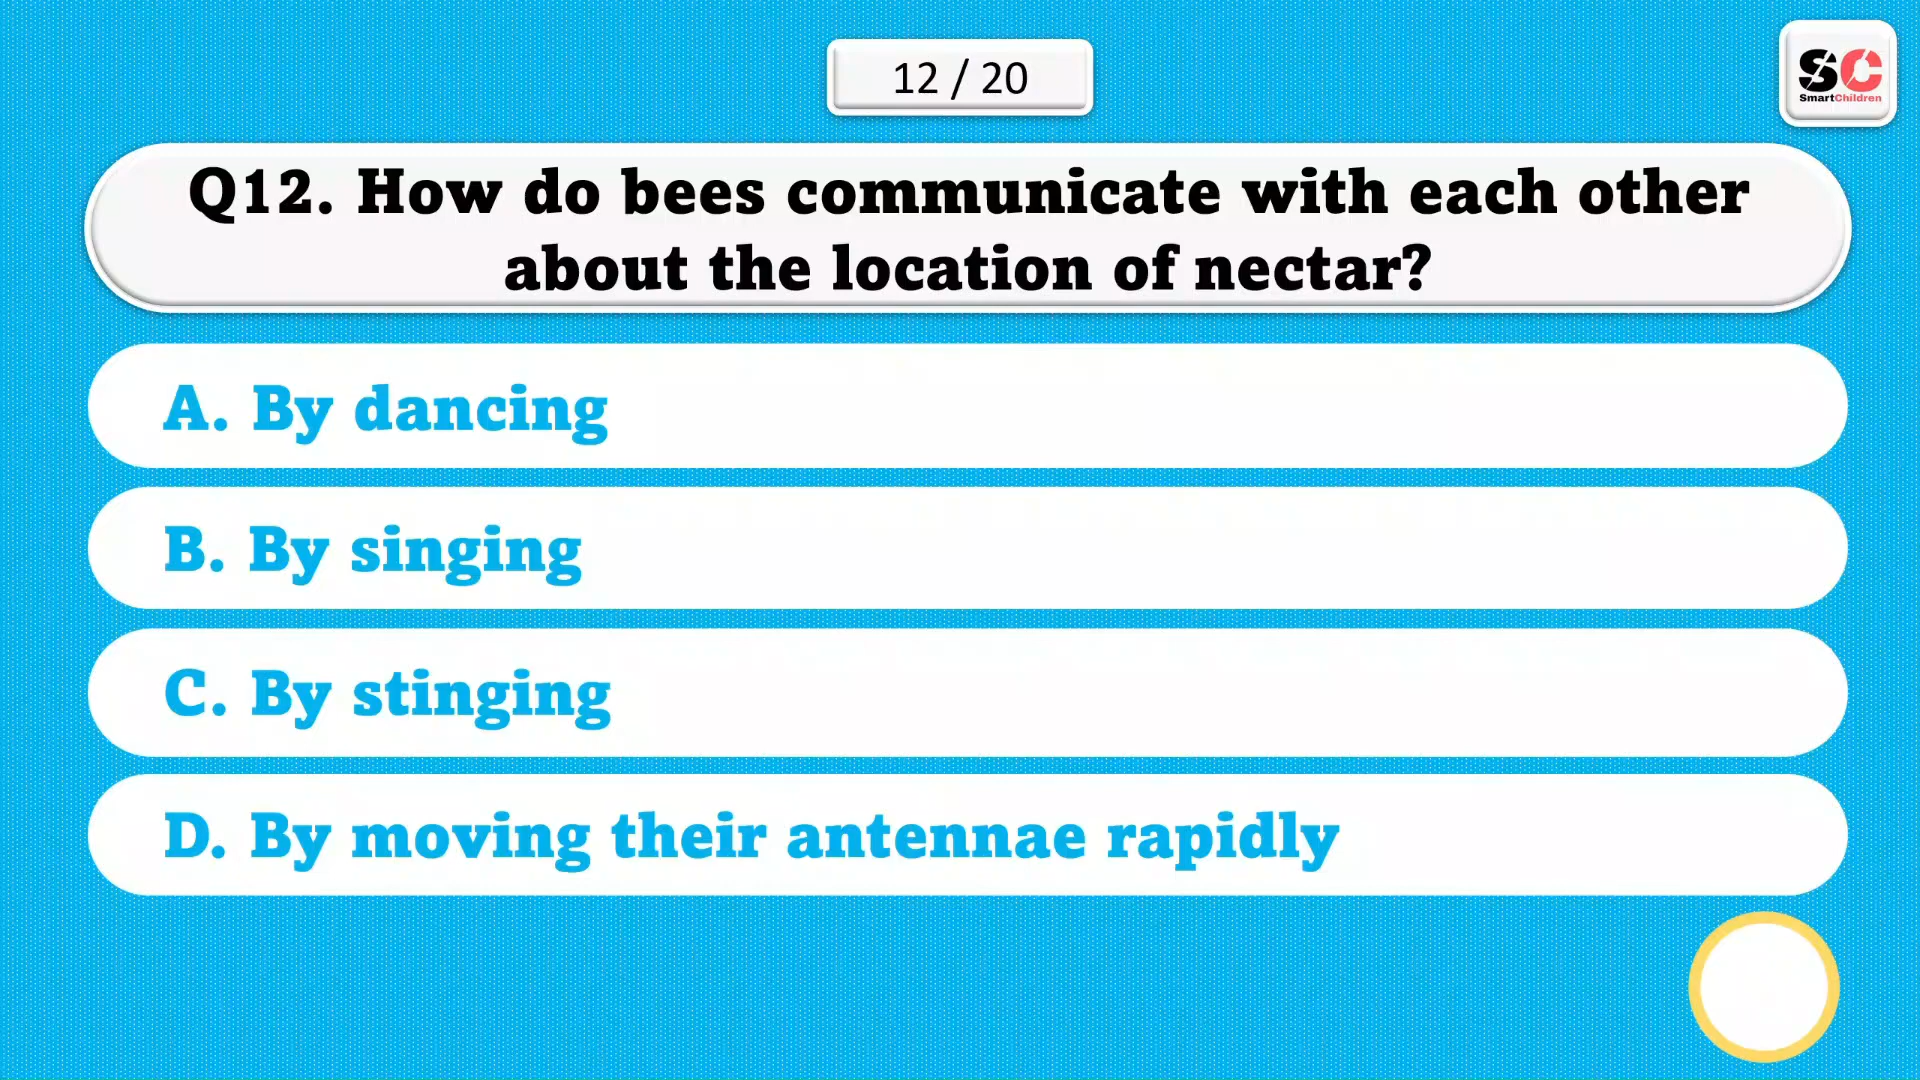 12 / 20
SC
SmartChildren
Q12. How do bees communicate with each other
about the location of nectar?
A. By dancing
B. By singing
C. By stinging
D. By moving their antennae rapidly